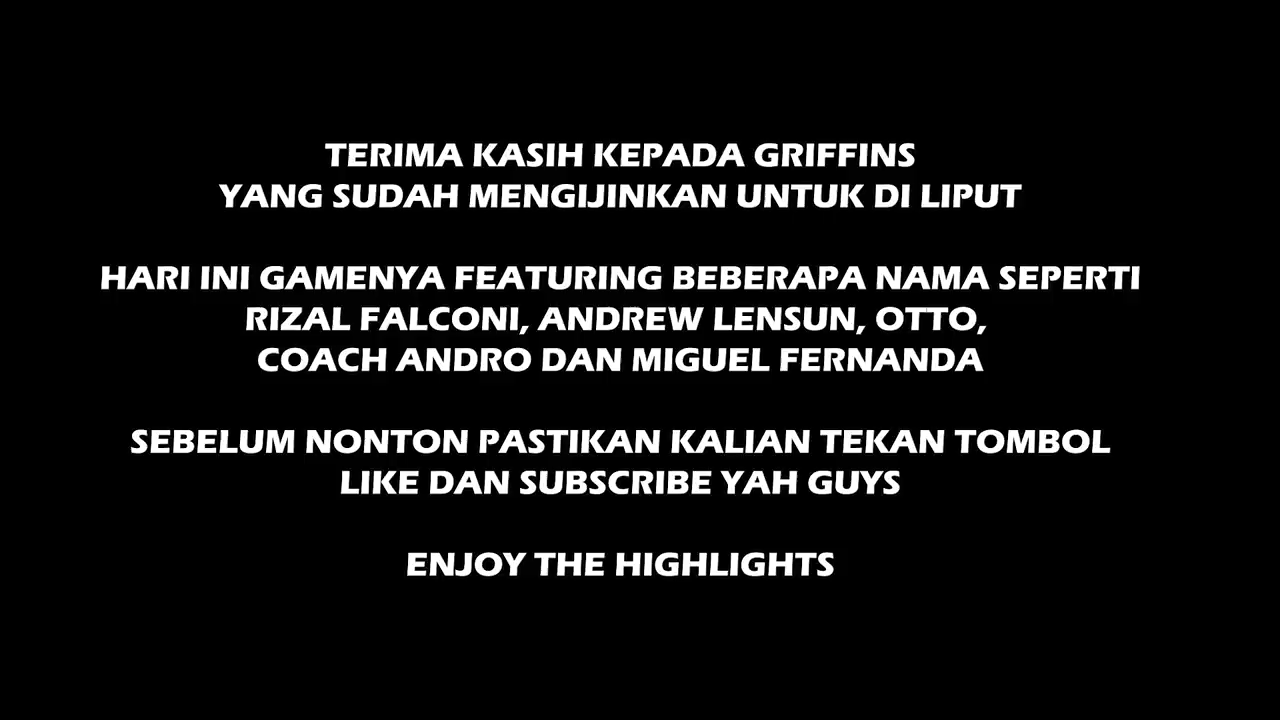 TERIMA KASIH KEPADA GRIFFINS
YANG SUDAH MENGIJINKAN UNTUK DI LIPUT
HARI INI GAMENYA FEATURING BEBERAPA NAMA SEPERTI
RIZAL FALCONI, ANDREW LENSUN, OTTO,
COACH ANDRO DAN MIGUEL FERNANDA
SEBELUM NONTON PASTIKAN KALIAN TEKAN TOMBOL
LIKE DAN SUBSCRIBE YAH GUYS
ENJOY THE HIGHLIGHTS